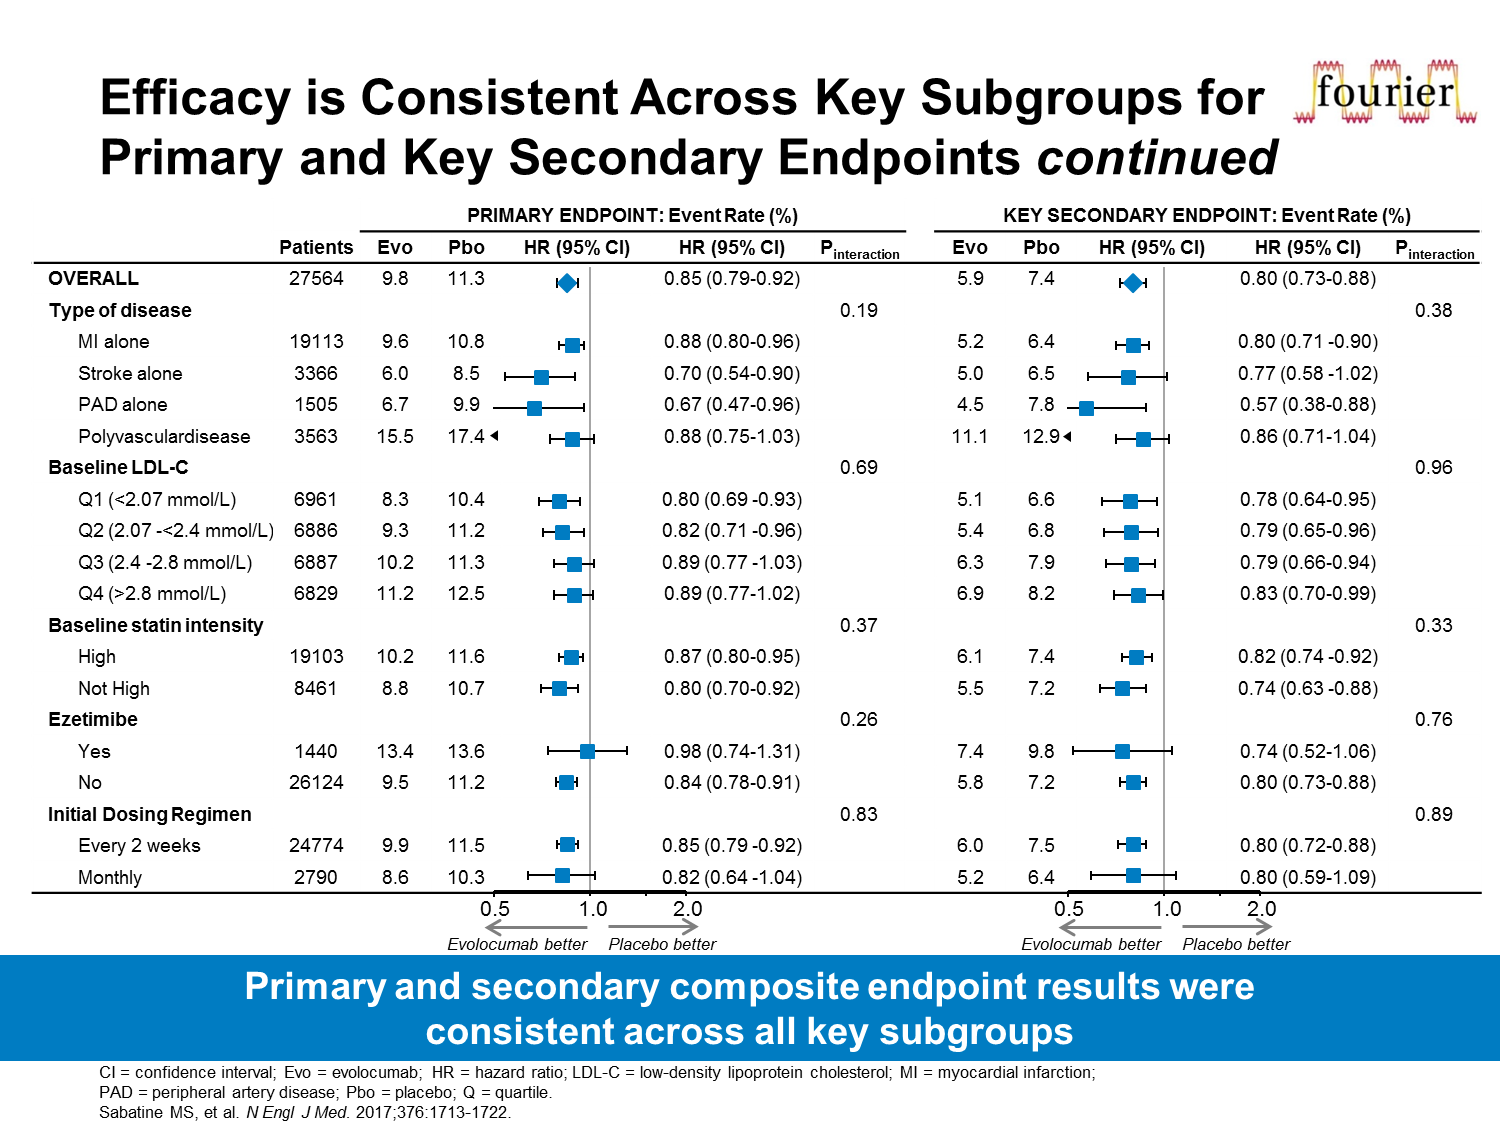 Efficacy is Consistent Across Key Subgroups for
Primary and Key Secondary Endpoints continued
fourier
PRIMARY ENDPOINT: Event Rate (%) KEY SECONDARY ENDPOINT: Event Rate (%)
Patients Evo Pbo HR (95% CI) HR (95% CI) Pinteraction Evo Pbo HR (95% CI) HR (95% CI) Pinteraction
OVERALL 27564 9.8 11.3 0.85 (0.79-0.92) 5.9 7.4 0.80 (0.73-0.88)
Type of disease 0.19 0.38
MI alone 19113 9.6 10.8 0.88 (0.80-0.96) 5.2 6.4 0.80 (0.71 -0.90)
Stroke alone 3366 6.0 8.5 0.70 (0.54-0.90) 5.0 6.5 0.77 (0.58 -1.02)
PAD alone 1505 6.7 9.9 0.67 (0.47-0.96) 4.5 7.8 0.57 (0.38-0.88)
Polyvasculardisease 3563 15.5 17.4 0.88 (0.75-1.03) 11.1 12.9 0.86 (0.71-1.04)
Baseline LDL-C 0.69 0.96
Q1 (<2.07 mmol/L) 6961 8.3 10.4 0.80 (0.69 -0.93) 5.1 6.6 0.78 (0.64-0.95)
Q2 (2.07 -<2.4 mmol/L) 6886 9.3 11.2 0.82 (0.71 -0.96) 5.4 6.8 0.79 (0.65-0.96)
Q3 (2.4 -2.8 mmol/L) 6887 10.2 11.3 0.89 (0.77 -1.03) 6.3 7.9 0.79 (0.66-0.94)
Q4 (>2.8 mmol/L) 6829 11.2 12.5 0.89 (0.77-1.02) 6.9 8.2 0.83 (0.70-0.99)
Baseline statin intensity 0.37 0.33
High 19103 10.2 11.6 0.87 (0.80-0.95) 6.1 7.4 0.82 (0.74 -0.92)
Not High 8461 8.8 10.7 0.80 (0.70-0.92) 5.5 7.2 0.74 (0.63 -0.88)
Ezetimibe 0.26 0.76
Yes 1440 13.4 13.6 0.98 (0.74-1.31) 7.4 9.8 0.74 (0.52-1.06)
No 26124 9.5 11.2 0.84 (0.78-0.91) 5.8 7.2 0.80 (0.73-0.88)
Initial Dosing Regimen 0.83 0.89
Every 2 weeks 24774 9.9 11.5 0.85 (0.79 -0.92) 6.0 7.5 0.80 (0.72-0.88)
Monthly 2790 8.6 10.3 0.82 (0.64 -1.04) 5.2 6.4 0.80 (0.59-1.09)
0.5 1.0 2.0 0.5 1.0 2.0
Evolocumab better Placebo better Evolocumab better Placebo better
Primary and secondary composite endpoint results were
consistent across all key subgroups
CI = confidence interval; Evo = evolocumab; HR = hazard ratio; LDL-C = low-density lipoprotein cholesterol; MI = myocardial infarction;
PAD = peripheral artery disease; Pbo = placebo; Q = quartile.
Sabatine MS, et al. N Engl J Med. 2017;376:1713-1722.